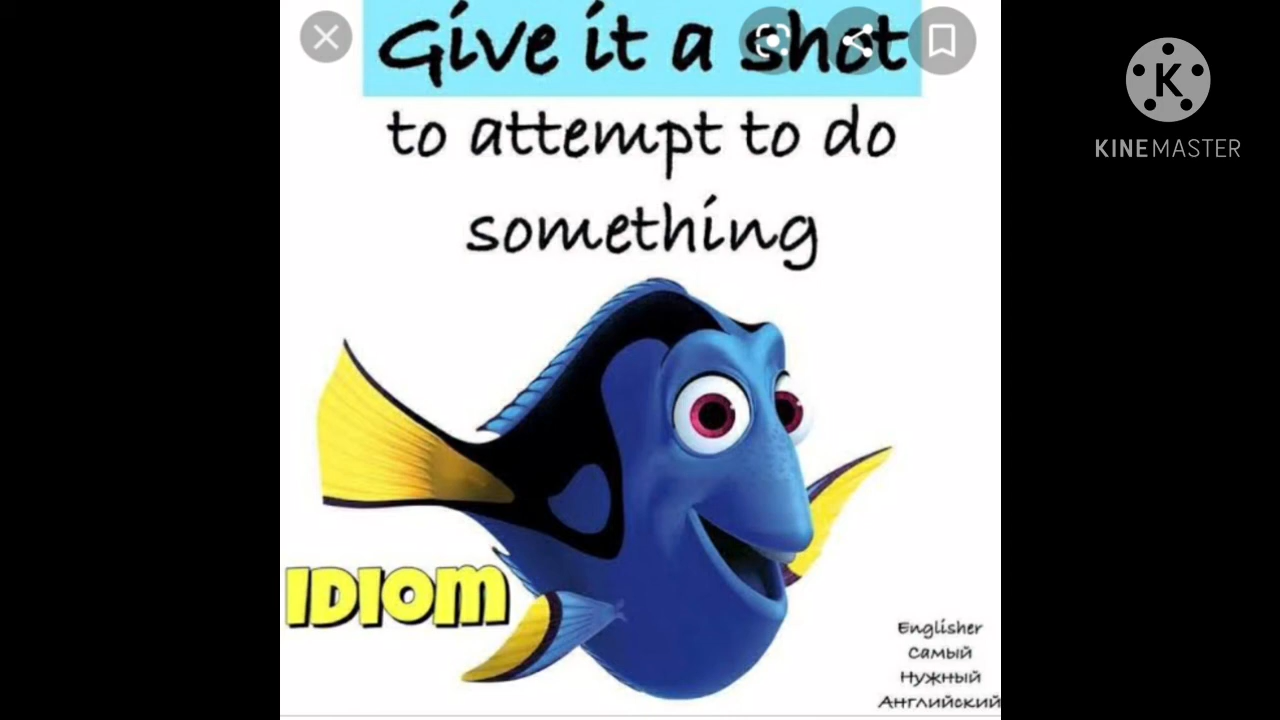 Give it a shot
to attempt to do
something
K
KINEMASTER
IDIOM
Englisher
Самый
Нужный
Английский